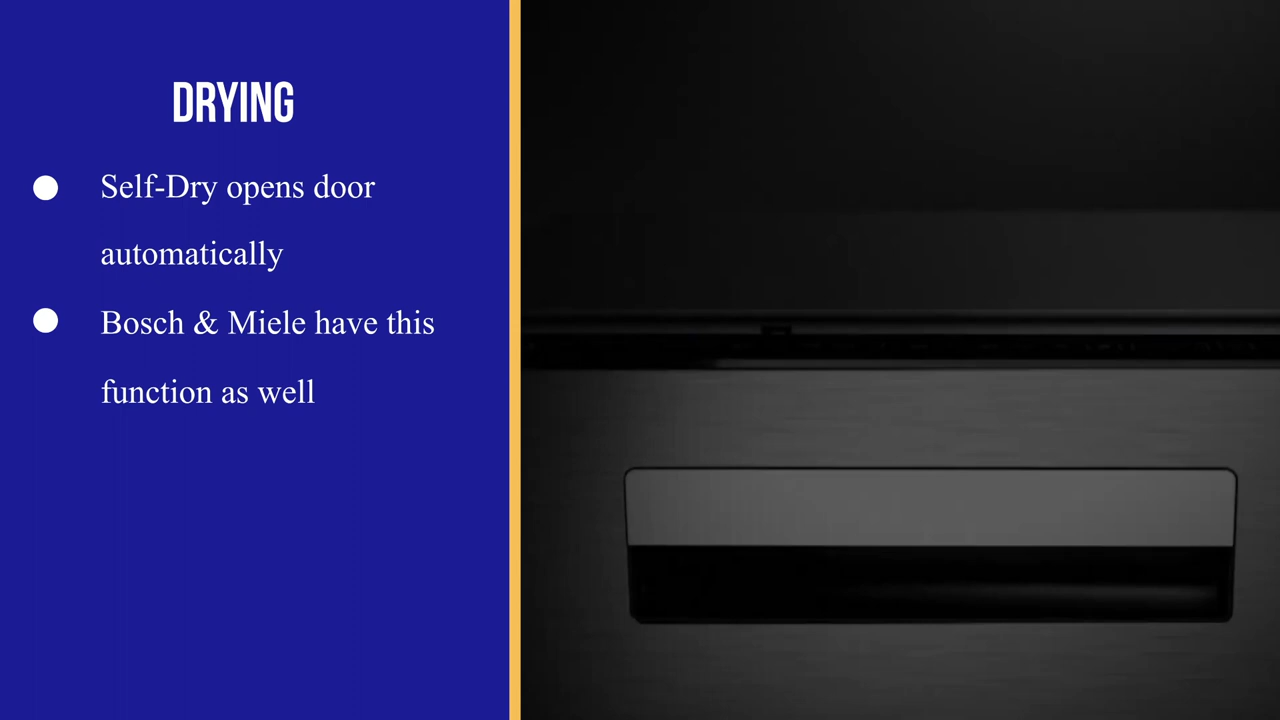 DRYING
Self-Dry opens door
automatically
Bosch & Miele have this
function as well